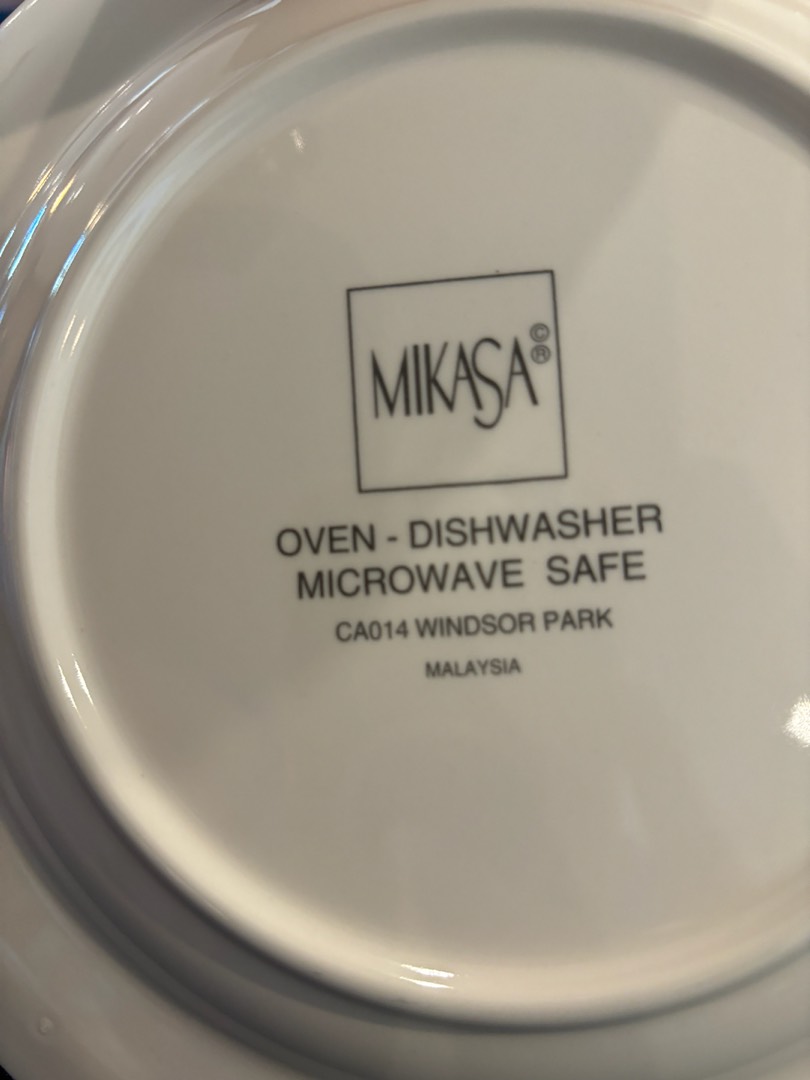 MIKASA©®
OVEN - DISHWASHER
MICROWAVE SAFE
CA014 WINDSOR PARK
MALAYSIA